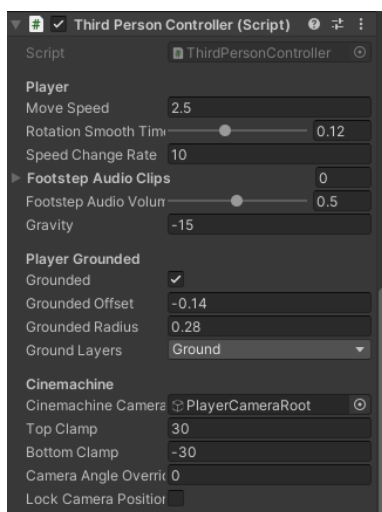 # Third Person Controller (Script)
Script # ThirdPersonController
Player
Move Speed 2.5
Rotation Smooth Tim 0.12
Speed Change Rate 10
Footstep Audio Clips 0
Footstep Audio Volum 0.5
Gravity -15
Player Grounded
Grounded
Grounded Offset -0.14
Grounded Radius 0.28
Ground Layers Ground
Cinemachine
Cinemachine Camera PlayerCameraRoot
Top Clamp 30
Bottom Clamp -30
Camera Angle Overric 0
Lock Camera Position